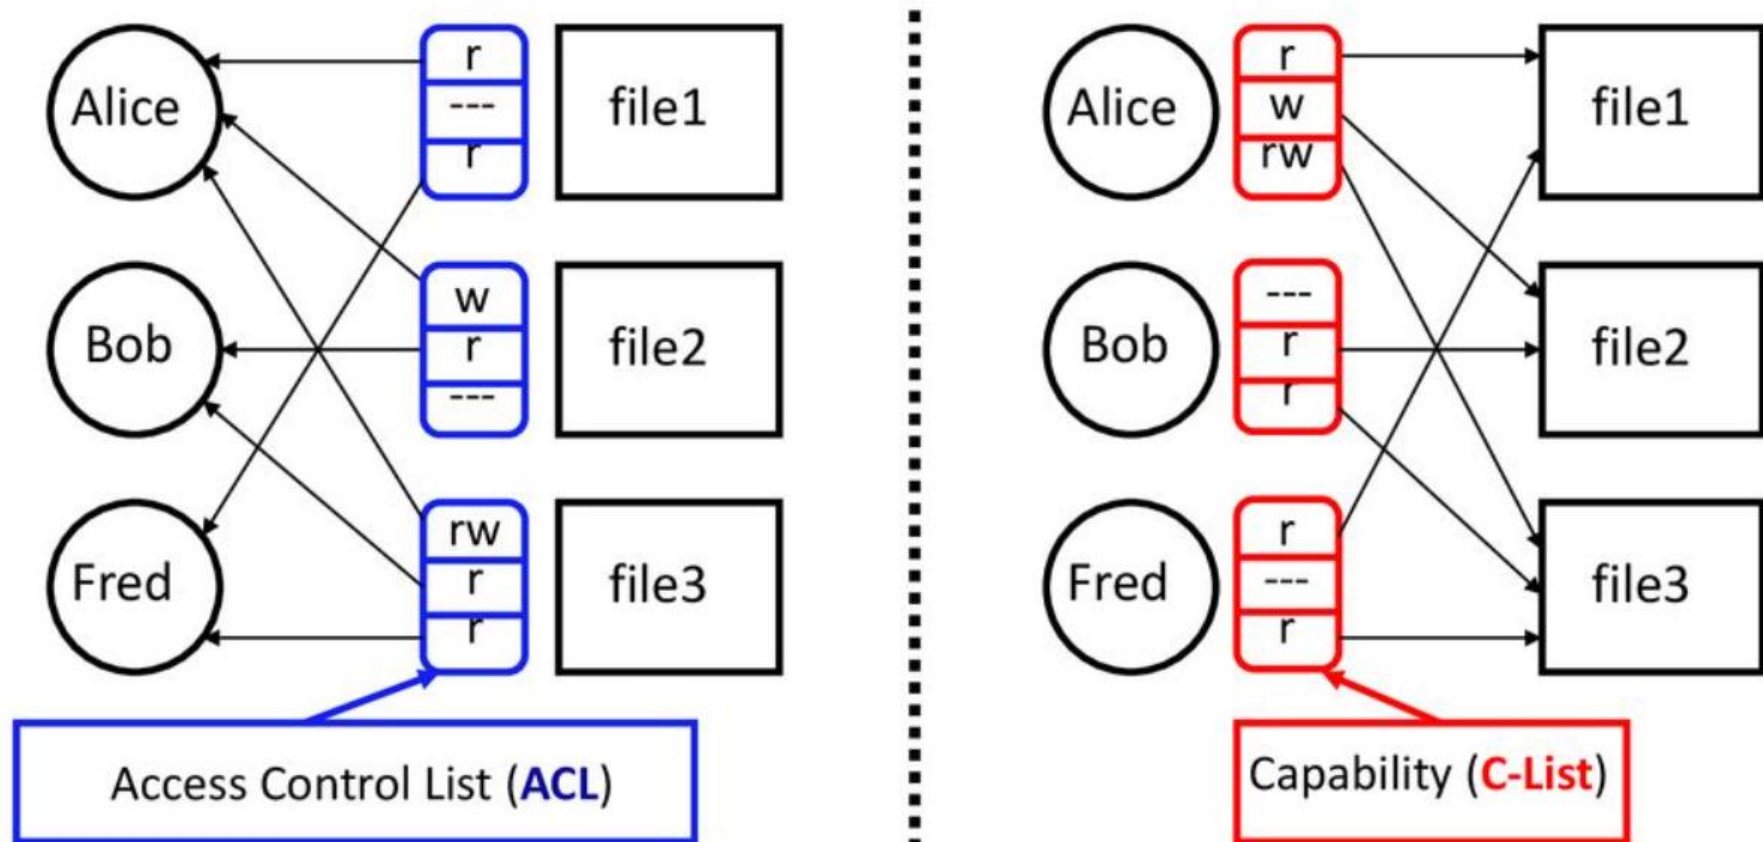 Alice
r
---
r
file1
Bob
w
r
---
file2
Fred
rw
r
r
file3
Access Control List (ACL)
Alice
r
w
rw
file1
Bob
---
r
r
file2
Fred
r
---
r
file3
Capability (C-List)